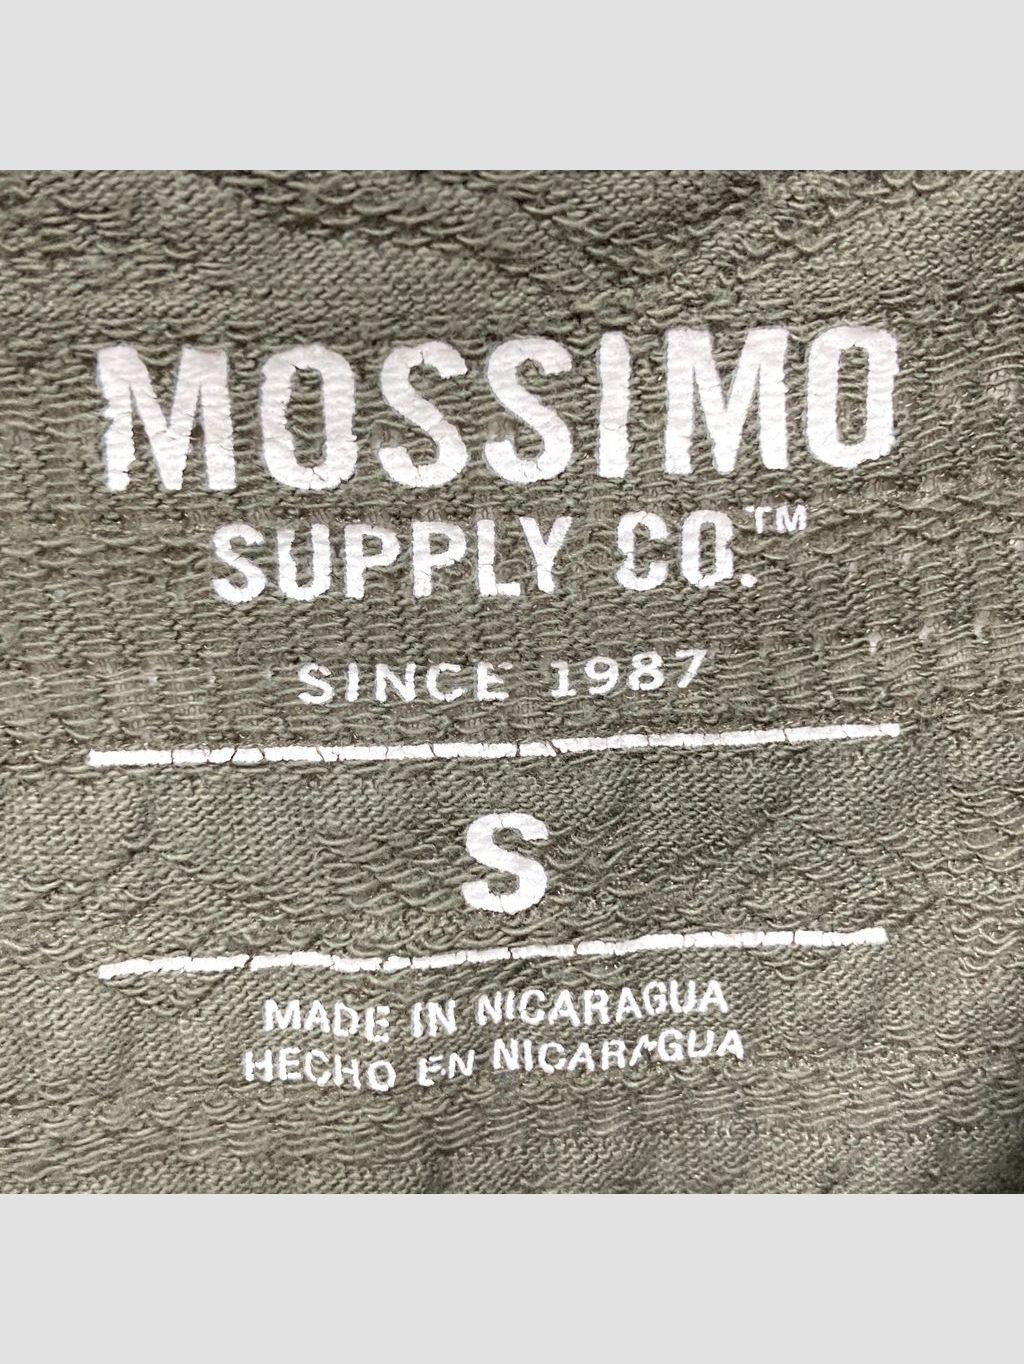 MOSSIMO
SUPPLY CO.™
SINCE 1987
S
MADE IN NICARAGUA
HECHO EN NICARAGUA